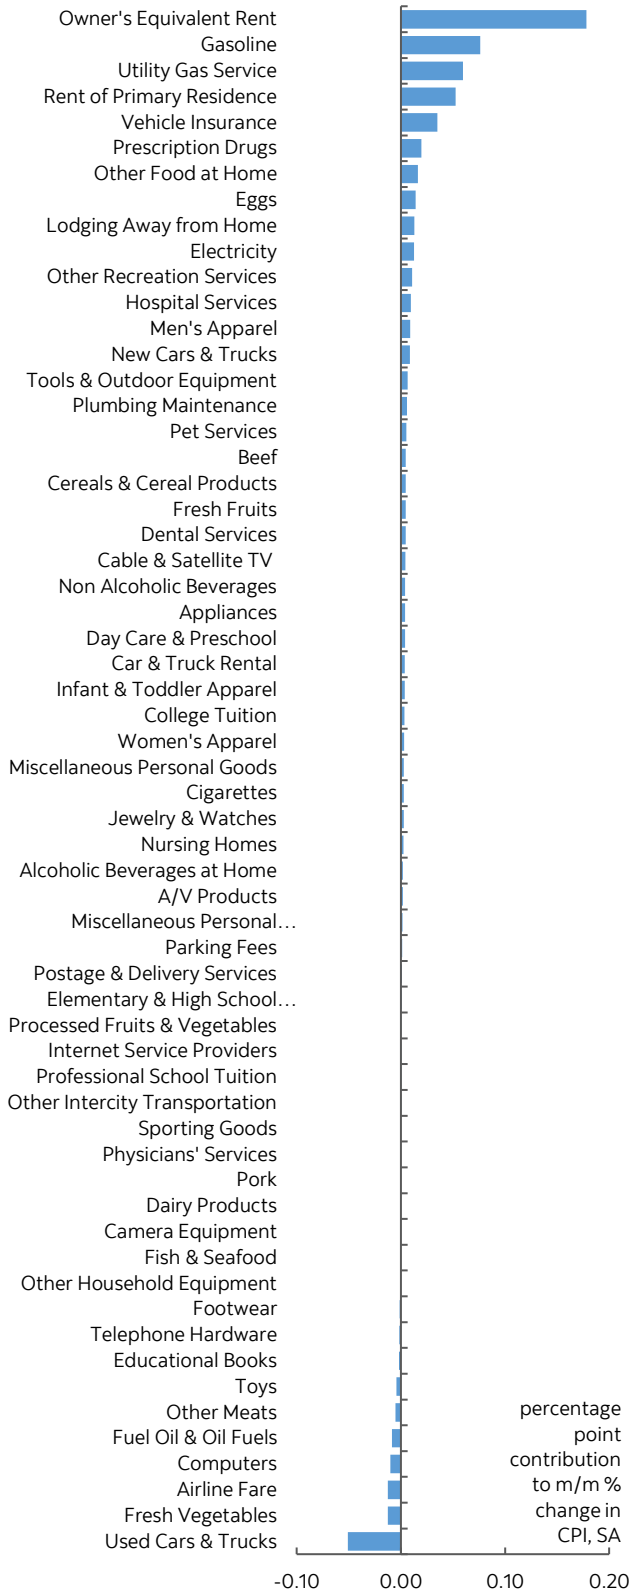 Owner's Equivalent Rent
Gasoline
Utility Gas Service
Rent of Primary Residence
Vehicle Insurance
Prescription Drugs
Other Food at Home
Eggs
Lodging Away from Home
Electricity
Other Recreation Services
Hospital Services
Men's Apparel
New Cars & Trucks
Tools & Outdoor Equipment
Plumbing Maintenance
Pet Services
Beef
Cereals & Cereal Products
Fresh Fruits
Dental Services
Cable & Satellite TV
Non Alcoholic Beverages
Appliances
Day Care & Preschool
Car & Truck Rental
Infant & Toddler Apparel
College Tuition
Women's Apparel
Miscellaneous Personal Goods
Cigarettes
Jewelry & Watches
Nursing Homes
Alcoholic Beverages at Home
A/V Products
Miscellaneous Personal…
Parking Fees
Postage & Delivery Services
Elementary & High School…
Processed Fruits & Vegetables
Internet Service Providers
Professional School Tuition
Other Intercity Transportation
Sporting Goods
Physicians' Services
Pork
Dairy Products
Camera Equipment
Fish & Seafood
Other Household Equipment
Footwear
Telephone Hardware
Educational Books
Toys
Other Meats
Fuel Oil & Oil Fuels
Computers
Airline Fare
Fresh Vegetables
Used Cars & Trucks
percentage
point
contribution
to m/m %
change in
CPI, SA
-0.10 0.00 0.10 0.20